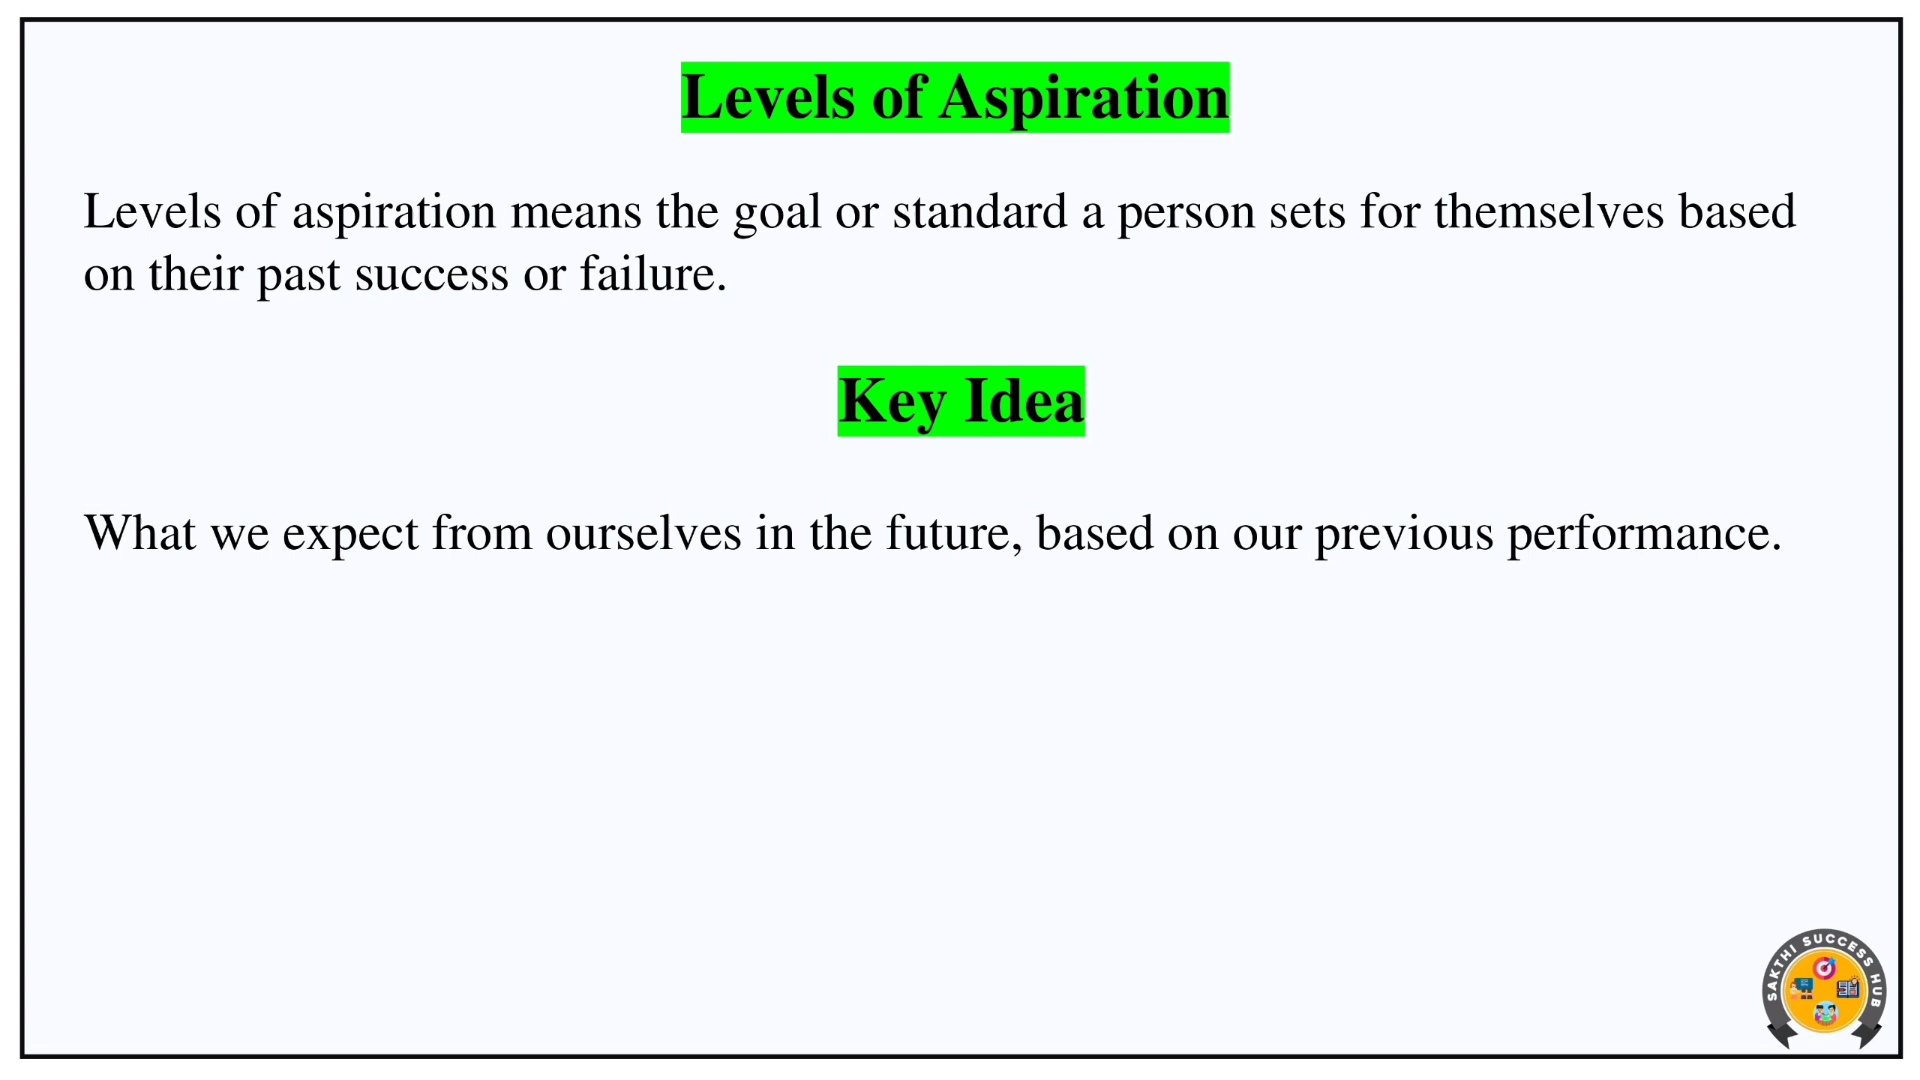 Levels of Aspiration
Levels of aspiration means the goal or standard a person sets for themselves based
on their past success or failure.
Key Idea
What we expect from ourselves in the future, based on our previous performance.
SAKTHI SUCCESS HUB